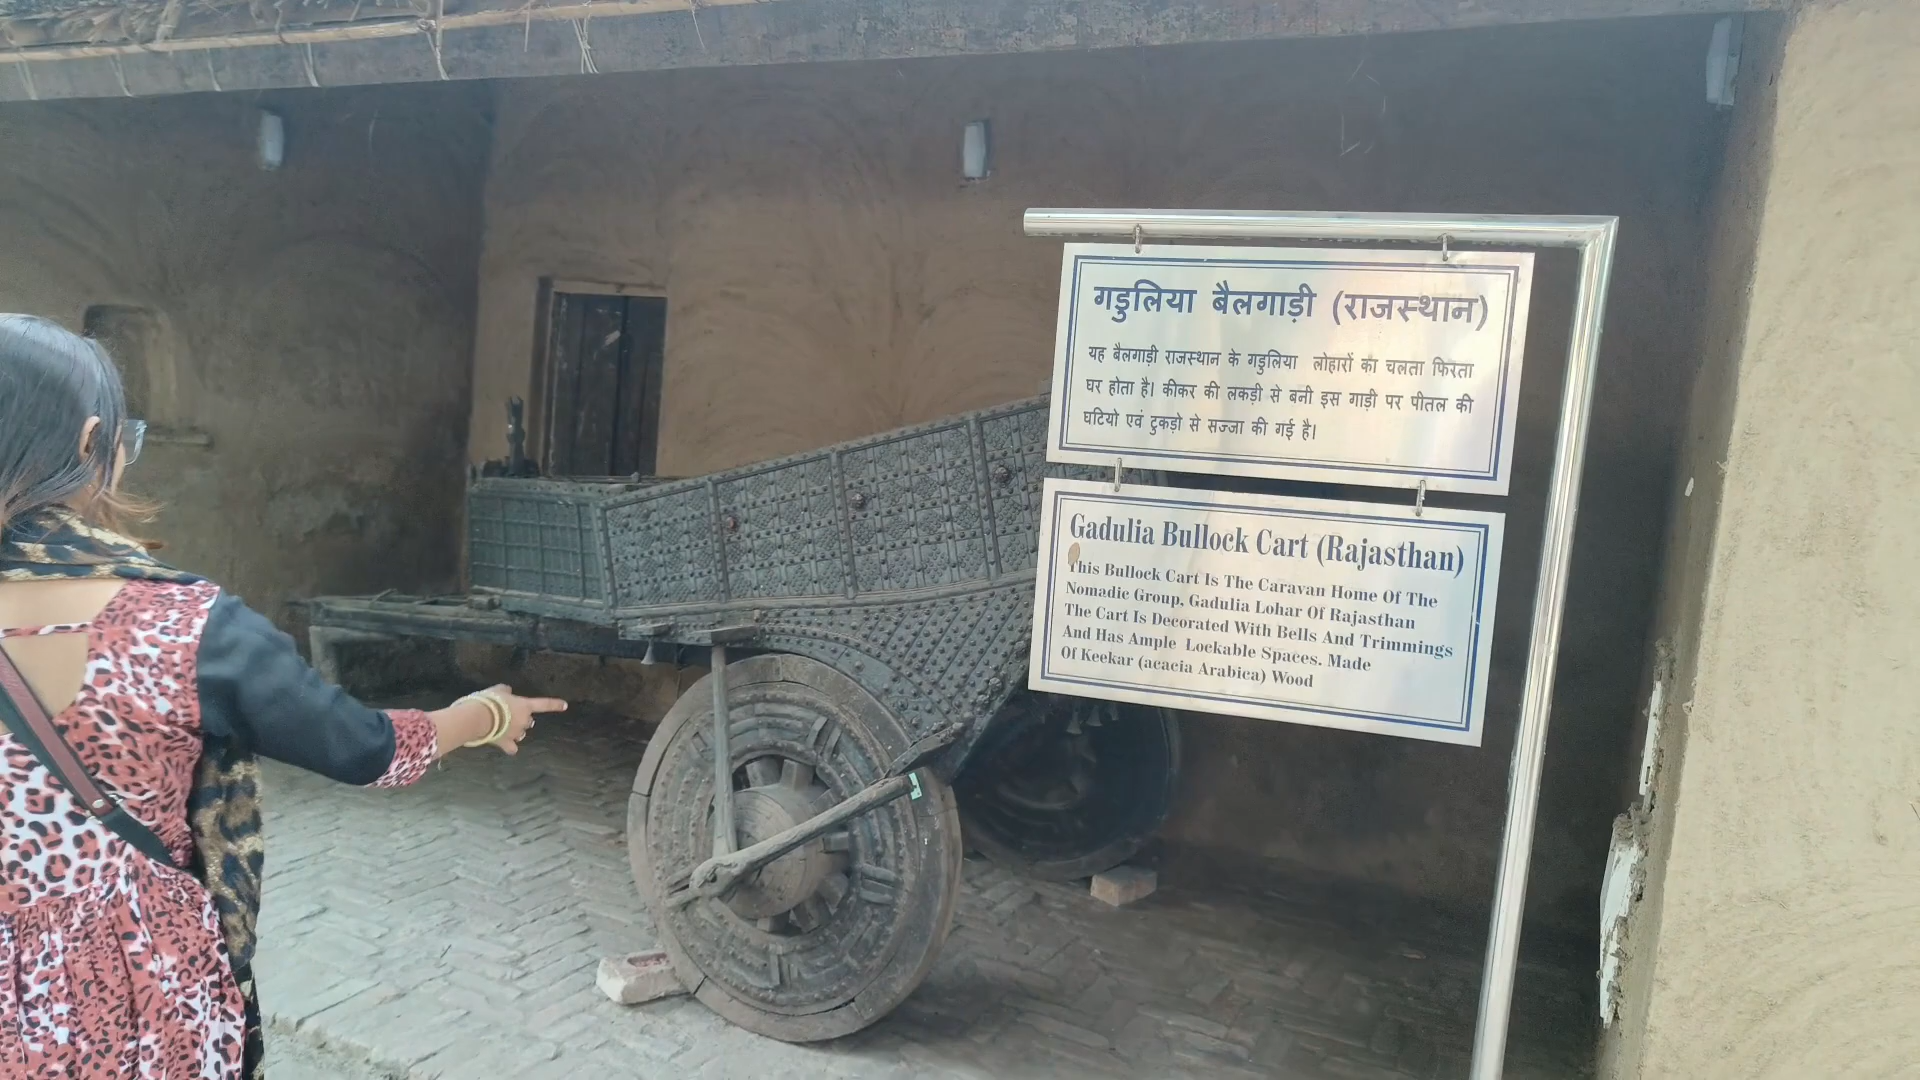 गडुलिया बैलगाड़ी (राजस्थान)
यह बैलगाड़ी राजस्थान के गडुलिया लोहारों का चलता फिरता
घर होता है। कीकर की लकड़ी से बनी इस गाड़ी पर पीतल की
घटियो एवं टुकड़ो से सज्जा की गई है।
Gadulia Bullock Cart (Rajasthan)
This Bullock Cart Is The Caravan Home Of The
Nomadic Group, Gadulia Lohar Of Rajasthan
The Cart Is Decorated With Bells And Trimmings
And Has Ample Lockable Spaces. Made
Of Keekar (acacia Arabica) Wood